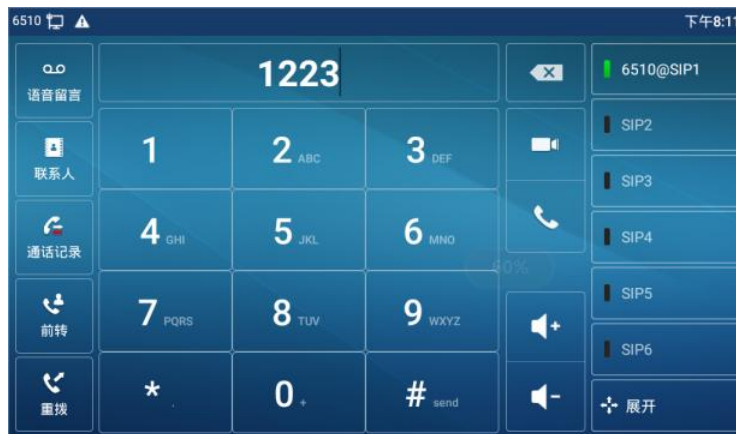 6510
下午8:11
语音留言
联系人
通话记录
前转
重拨
1223
1
2 ABC
3 DEF
4 GHI
5 JKL
6 MNO
7 PQRS
8 TUV
9 WXYZ
* .
0 +
# send
60%
+
-
6510@SIP1
SIP2
SIP3
SIP4
SIP5
SIP6
展开